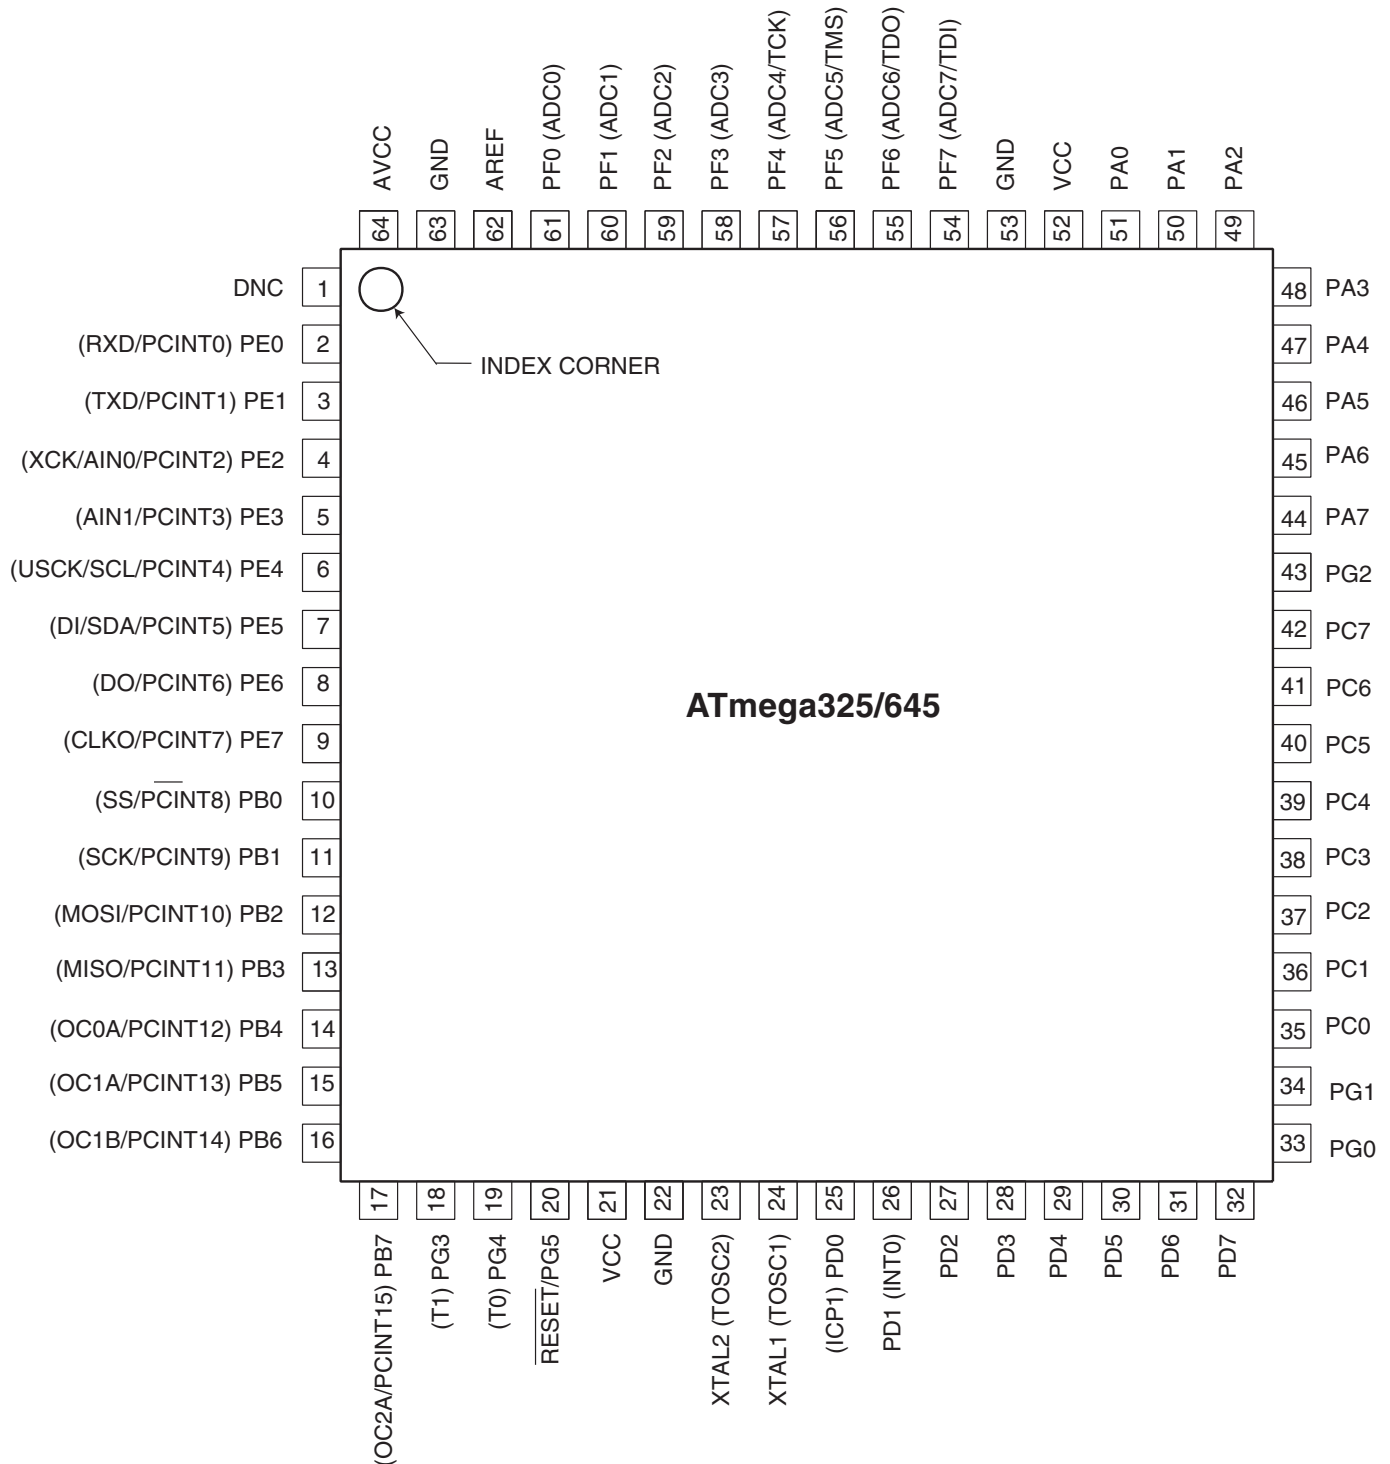 AVCC
GND
AREF
PF0 (ADC0)
PF1 (ADC1)
PF2 (ADC2)
PF3 (ADC3)
PF4 (ADC4/TCK)
PF5 (ADC5/TMS)
PF6 (ADC6/TDO)
PF7 (ADC7/TDI)
GND
VCC
PA0
PA1
PA2
64
63
62
61
60
59
58
57
56
55
54
53
52
51
50
49
DNC 1
(RXD/PCINT0) PE0 2
(TXD/PCINT1) PE1 3
(XCK/AIN0/PCINT2) PE2 4
(AIN1/PCINT3) PE3 5
(USCK/SCL/PCINT4) PE4 6
(DI/SDA/PCINT5) PE5 7
(DO/PCINT6) PE6 8
(CLKO/PCINT7) PE7 9
(SS/PCINT8) PB0 10
(SCK/PCINT9) PB1 11
(MOSI/PCINT10) PB2 12
(MISO/PCINT11) PB3 13
(OC0A/PCINT12) PB4 14
(OC1A/PCINT13) PB5 15
(OC1B/PCINT14) PB6 16
INDEX CORNER
ATmega325/645
48 PA3
47 PA4
46 PA5
45 PA6
44 PA7
43 PG2
42 PC7
41 PC6
40 PC5
39 PC4
38 PC3
37 PC2
36 PC1
35 PC0
34 PG1
33 PG0
17
18
19
20
21
22
23
24
25
26
27
28
29
30
31
32
(OC2A/PCINT15) PB7
(T1) PG3
(T0) PG4
RESET/PG5
VCC
GND
XTAL2 (TOSC2)
XTAL1 (TOSC1)
(ICP1) PD0
PD1 (INT0)
PD2
PD3
PD4
PD5
PD6
PD7